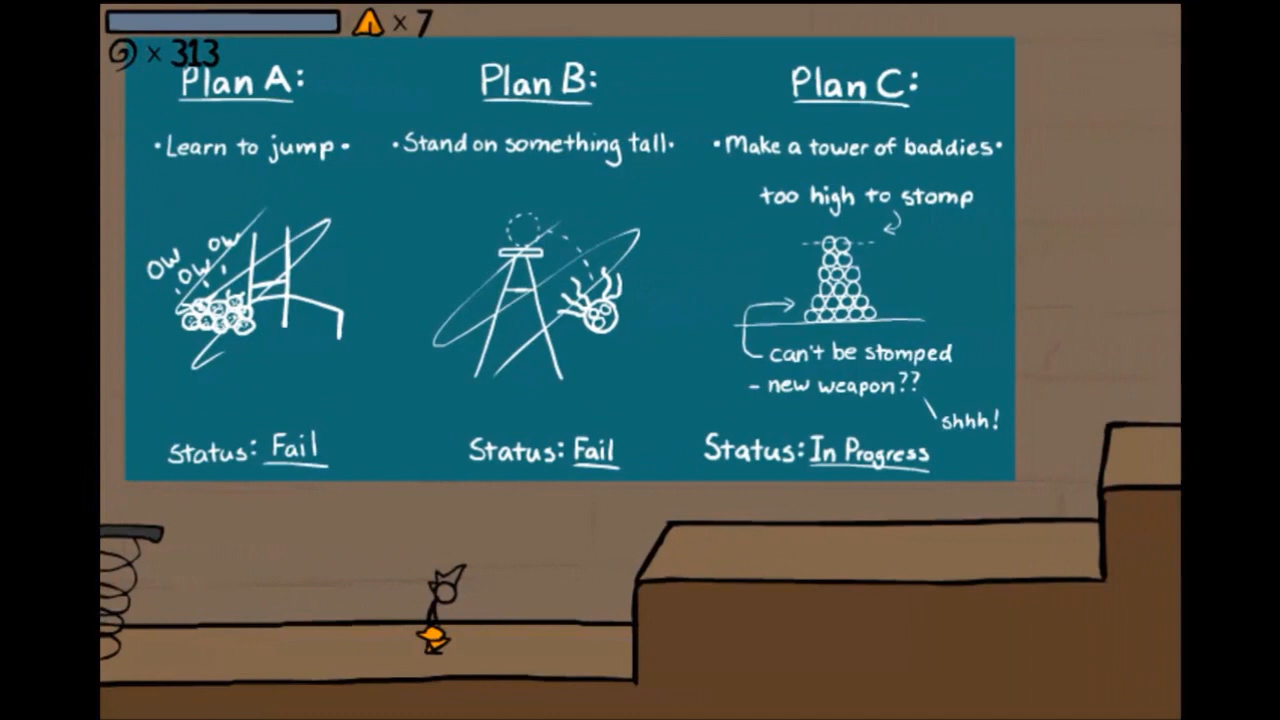 × 7
× 313
Plan A:
• Learn to jump •
OW
OW
OW
Status: Fail
Plan B:
• Stand on something tall •
Status: Fail
Plan C:
• Make a tower of baddies •
too high to stomp
can't be stomped
- new weapon??
shhh!
Status: In Progress